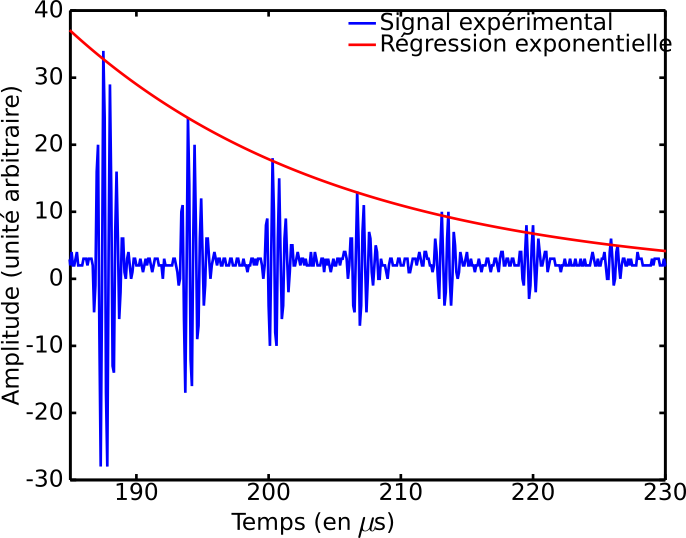 Signal expérimental
Régression exponentielle
40
30
20
10
0
-10
-20
-30
Amplitude (unité arbitraire)
190 200 210 220 230
Temps (en μs)